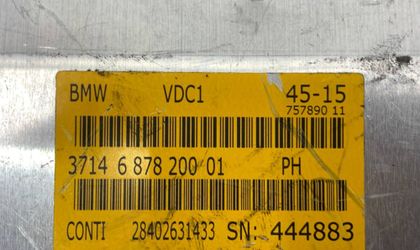 BMW VDC1 45-15
757890 11
3714 6 878 200 01 PH
CONTI 28402631433 SN: 444883